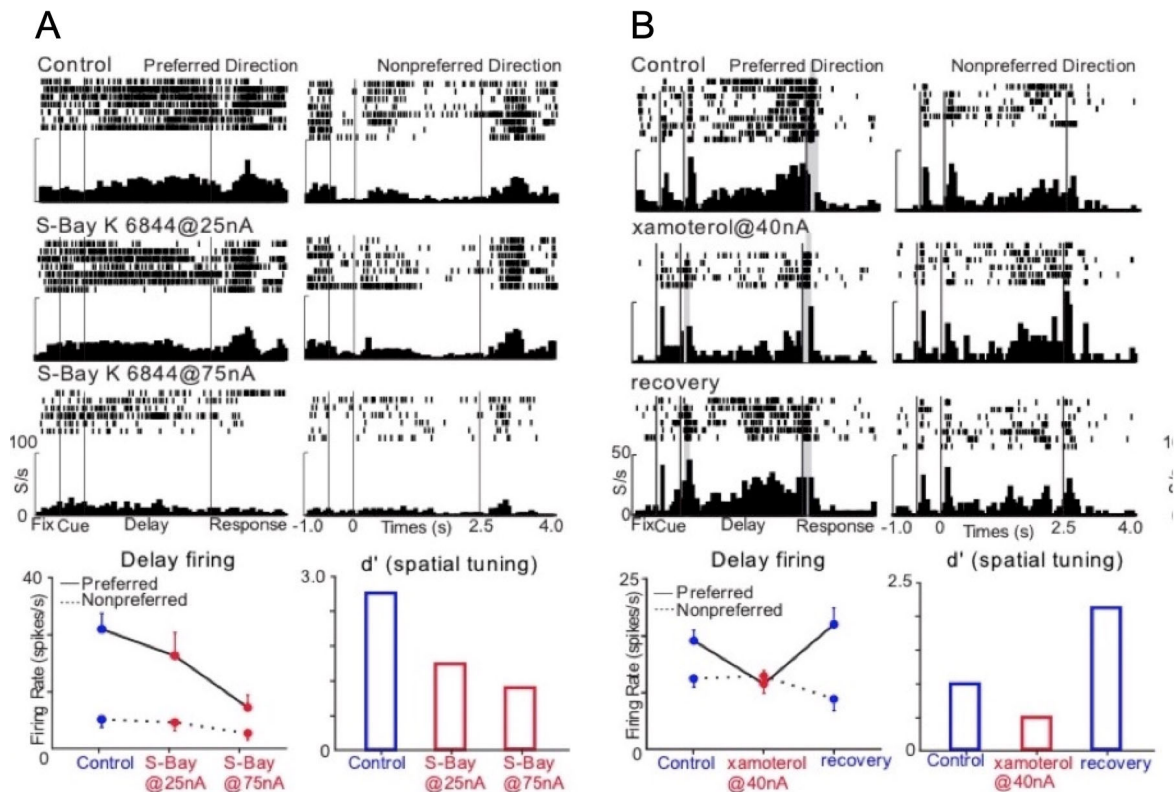 A
Control Preferred Direction Nonpreferred Direction
S-Bay K 6844@25nA
S-Bay K 6844@75nA
100
S/s
0
Fix Cue Delay Response -1.0 0 Times (s) 2.5 4.0
Delay firing
40
Preferred
Nonpreferred
Firing Rate (spikes/s)
0
Control S-Bay @25nA S-Bay @75nA
d' (spatial tuning)
3.0
0
Control S-Bay @25nA S-Bay @75nA
B
Control Preferred Direction Nonpreferred Direction
xamoterol@40nA
recovery
50
S/s
0
Fix Cue Delay Response -1.0 0 Times (s) 2.5 4.0
Delay firing
25
Preferred
Nonpreferred
Firing Rate (spikes/s)
0
Control xamoterol @40nA recovery
d' (spatial tuning)
2.5
0
Control xamoterol @40nA recovery